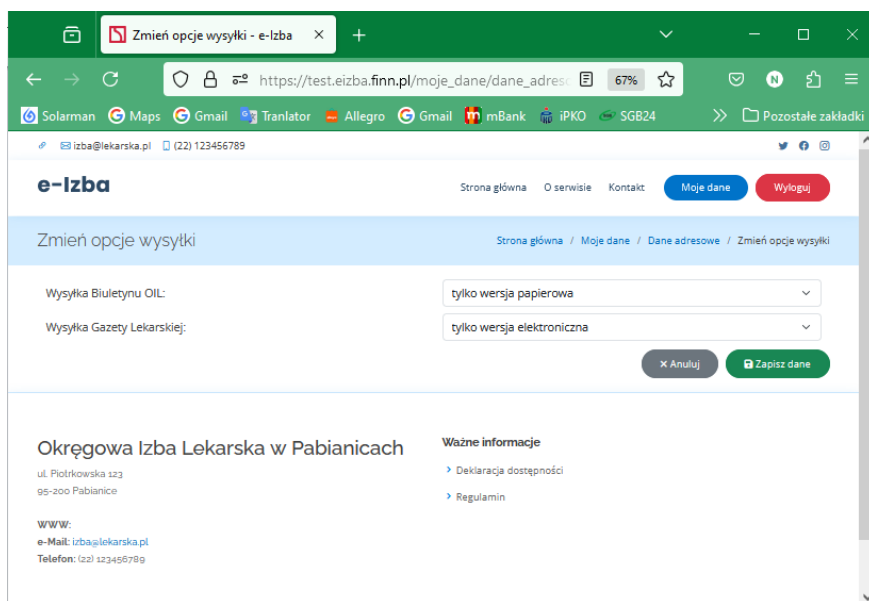 Zmień opcje wysyłki - e-Izba
https://test.eizba.finn.pl/moje_dane/dane_adresc
67%
N
Solarman Maps Gmail Tranlator Allegro Gmail mBank iPKO SGB24 Pozostałe zakładki
izba@lekarska.pl (22) 123456789
e-Izba
Strona główna O serwisie Kontakt Moje dane Wyloguj
Zmień opcje wysyłki
Strona główna / Moje dane / Dane adresowe / Zmień opcje wysyłki
Wysyłka Biuletynu OIL: tylko wersja papierowa
Wysyłka Gazety Lekarskiej: tylko wersja elektroniczna
× Anuluj Zapisz dane
Okręgowa Izba Lekarska w Pabianicach
ul. Piotrkowska 123
95-200 Pabianice
WWW:
e-Mail: izba@lekarska.pl
Telefon: (22) 123456789
Ważne informacje
Deklaracja dostępności
Regulamin